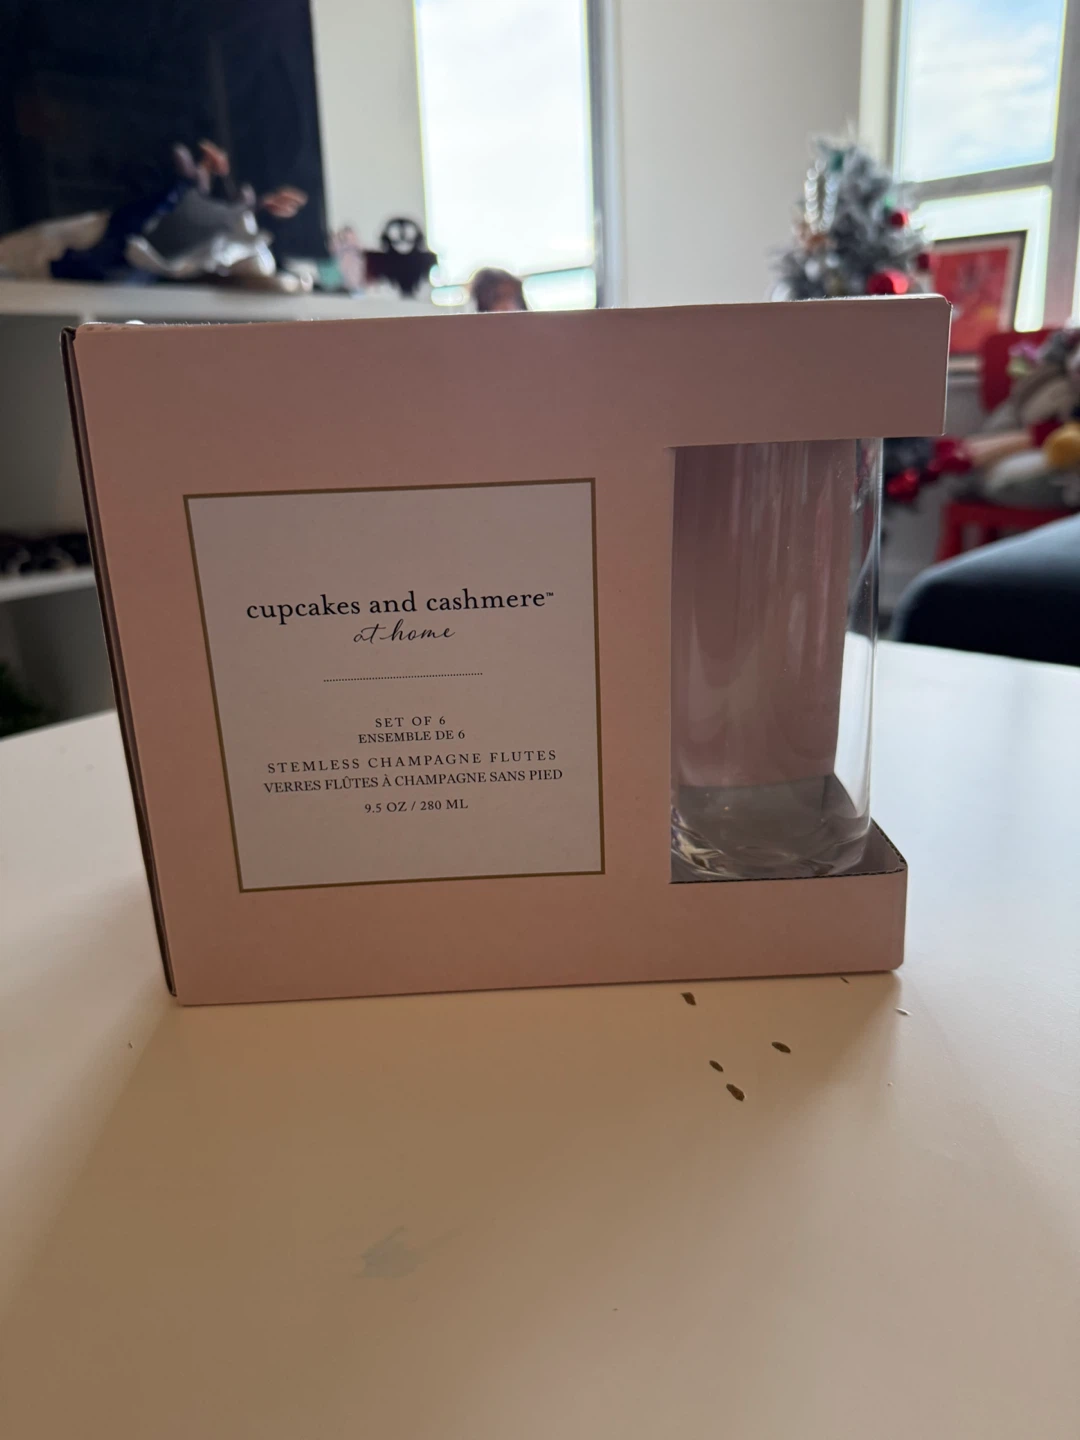 cupcakes and cashmere™
at home
SET OF 6
ENSEMBLE DE 6
STEMLESS CHAMPAGNE FLUTES
VERRES FLÛTES À CHAMPAGNE SANS PIED
9.5 OZ / 280 ML